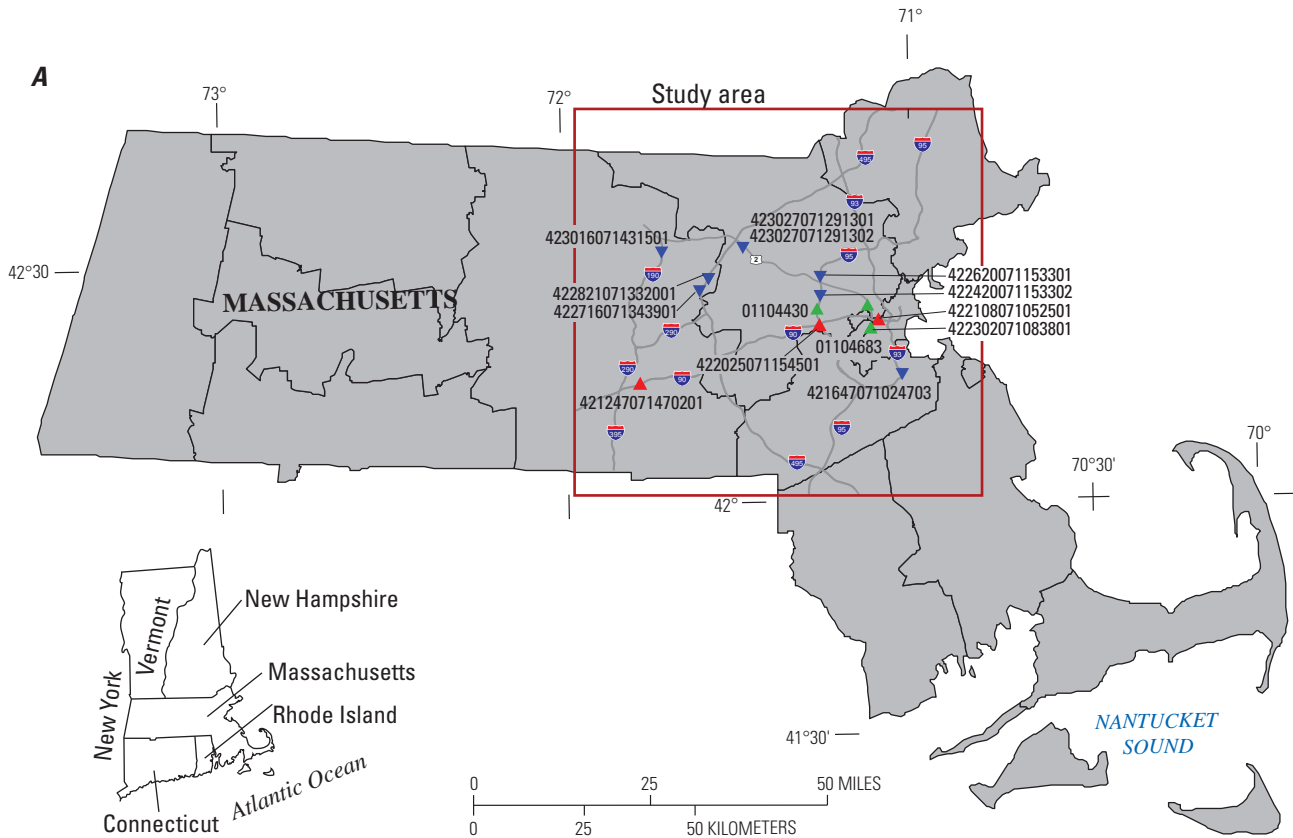 A
71°
73°
72°
Study area
495
95
93
423027071291301
423027071291302
423016071431501
95
2
42°30'
190
422620071153301
422821071332001
422420071153302
MASSACHUSETTS
422716071343901
01104430
422108071052501
422302071083801
290
90
01104683
93
422025071154501
290
90
421647071024703
421247071470201
395
95
495
70°
70°30'
42°
New Hampshire
Vermont
Massachusetts
New York
Rhode Island
41°30'
NANTUCKET
SOUND
Atlantic Ocean
Connecticut
0 25 50 MILES
0 25 50 KILOMETERS